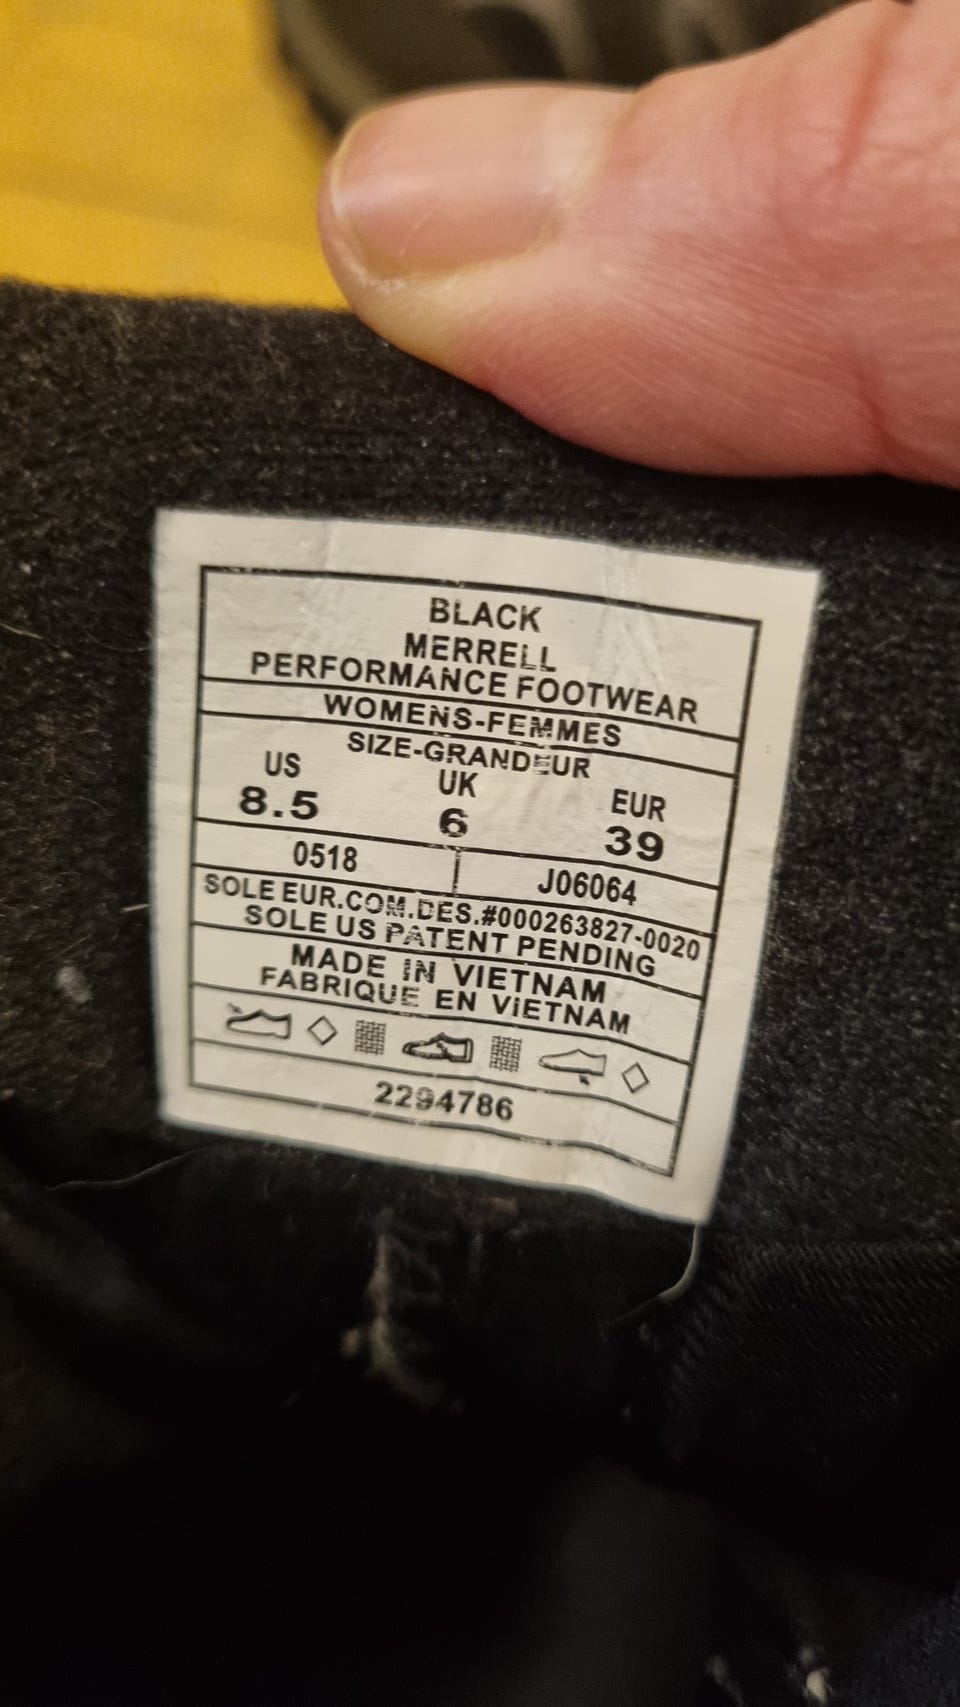 BLACK
MERRELL
PERFORMANCE FOOTWEAR
WOMENS-FEMMES
SIZE-GRANDEUR
US UK EUR
8.5 6 39
0518 J06064
SOLE EUR.COM.DES.#000263827-0020
SOLE US PATENT PENDING
MADE IN VIETNAM
FABRIQUE EN VIETNAM
2294786